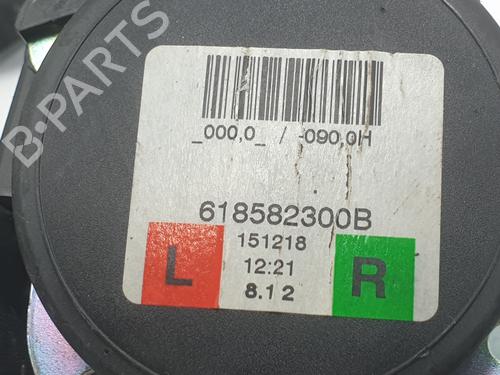 _000,0_ / -090,0H
618582300B
151218
L 12:21 R
8.1 2
B-PARTS